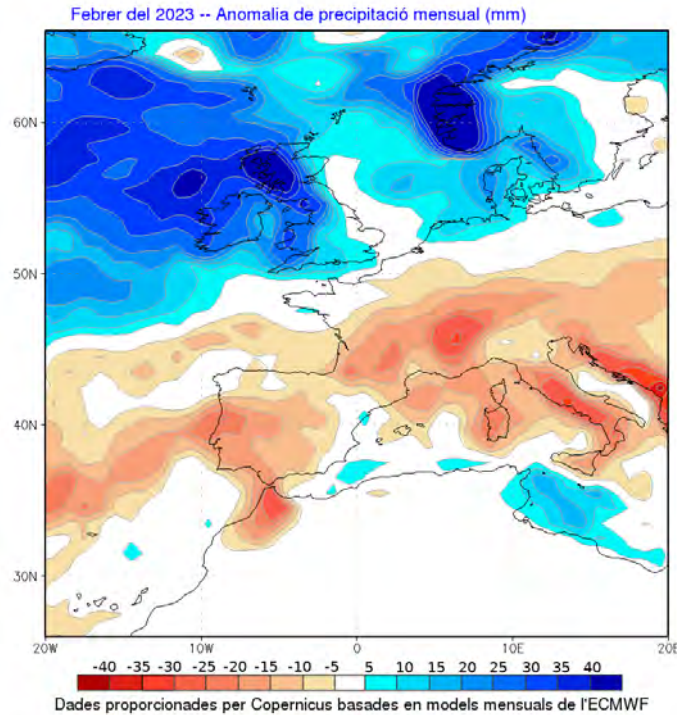 Febrer del 2023 -- Anomalia de precipitació mensual (mm)
60N
50N
40N
30N
20W 10W 0 10E 20E
-40 -35 -30 -25 -20 -15 -10 -5 5 10 15 20 25 30 35 40
Dades proporcionades per Copernicus basades en models mensuals de l'ECMWF